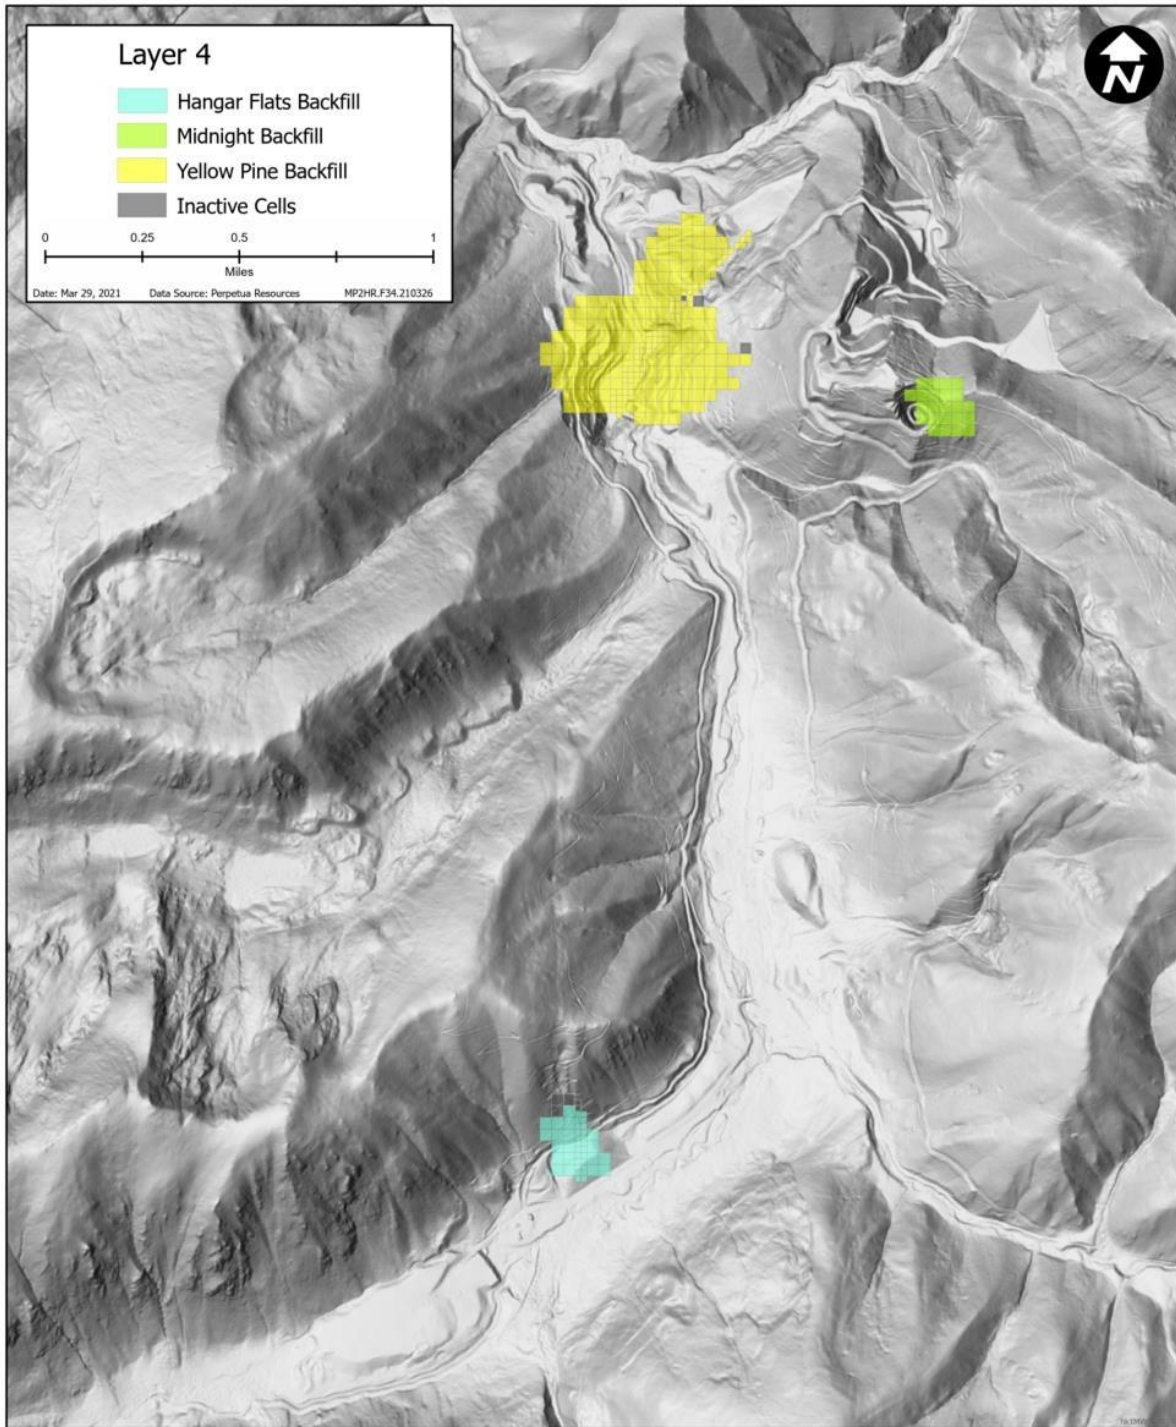 Layer 4
Hangar Flats Backfill
Midnight Backfill
Yellow Pine Backfill
Inactive Cells
0 0.25 0.5 1
Miles
Date: Mar 29, 2021 Data Source: Perpetua Resources MP2HR.F34.210326
N